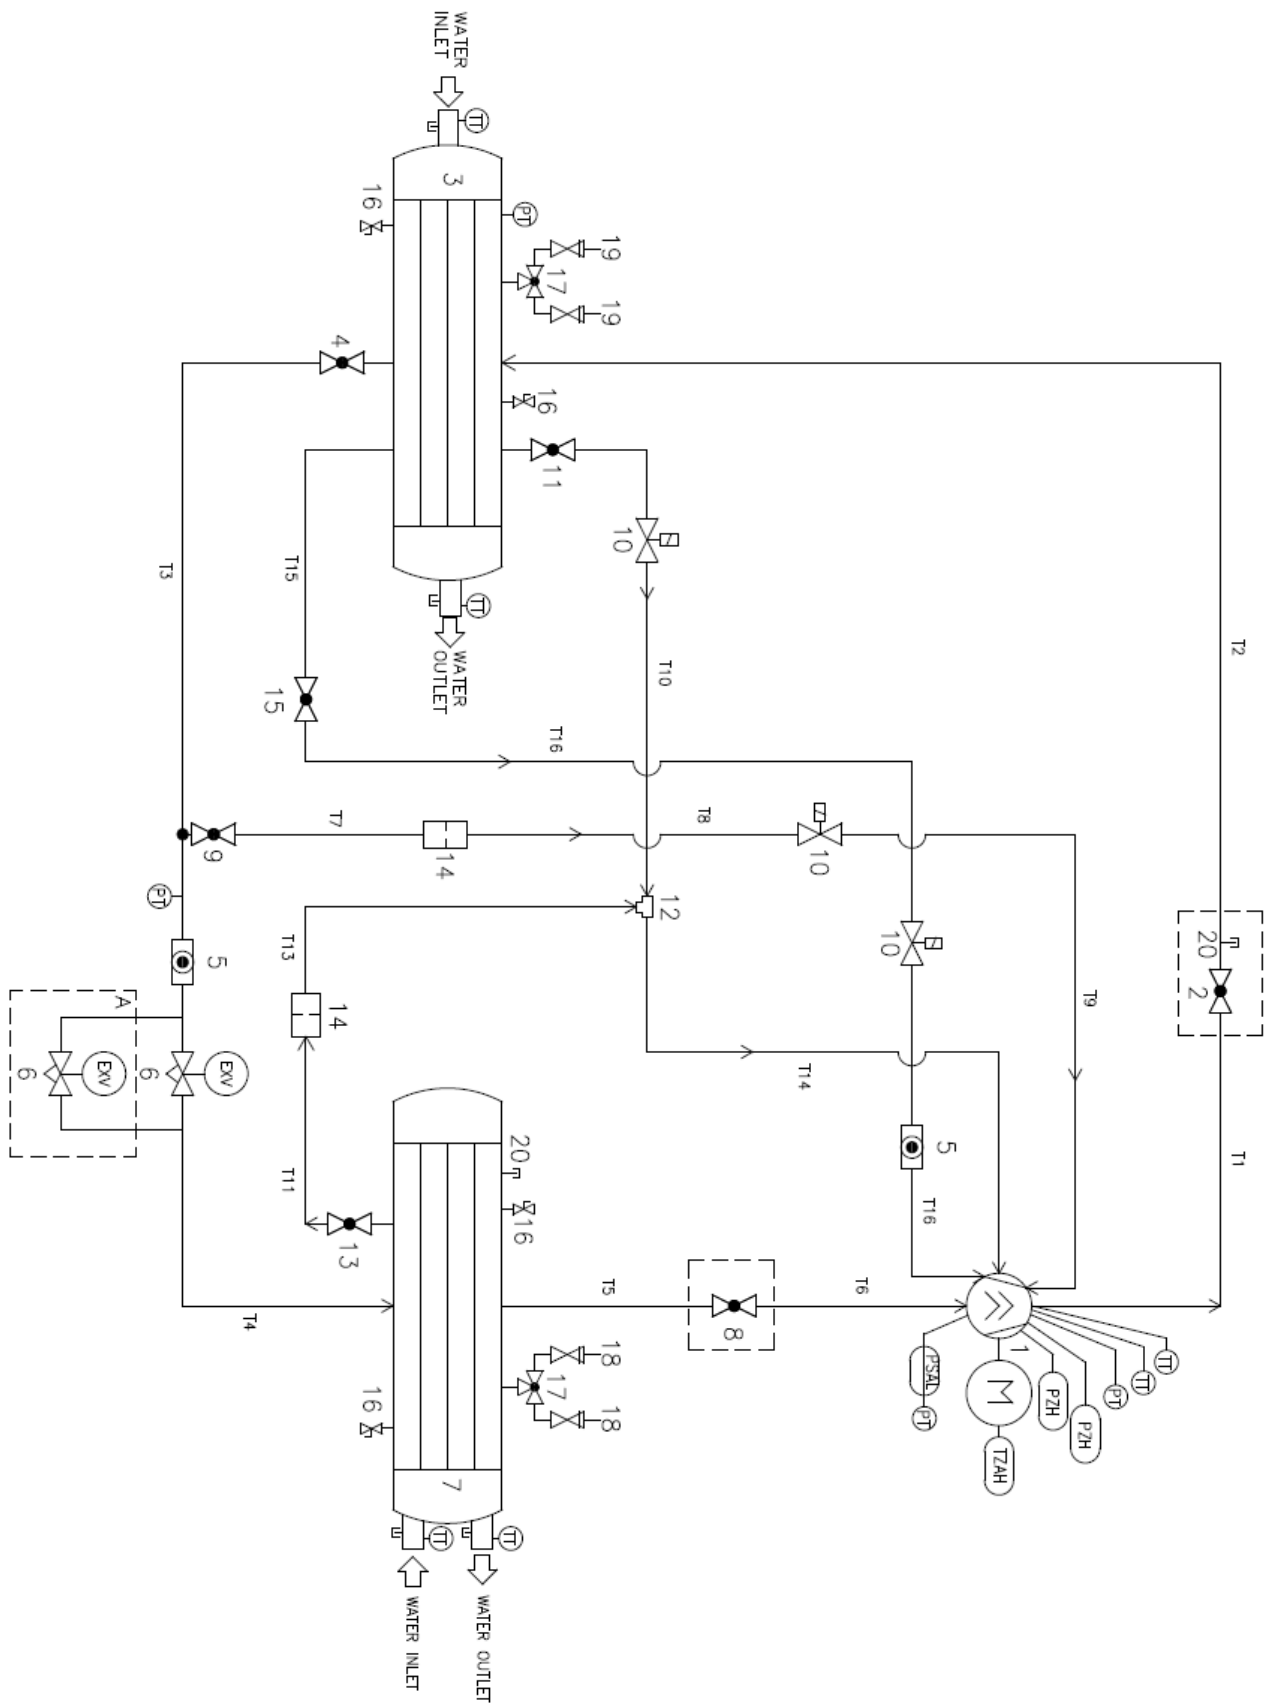 T2
T1
20
2
TT
TT
PT
T9
PZH
PZH
1
M
TZAH
5
T16
PSAL
PT
10
T6
10
T14
8
T8
12
T10
10
19
19
18
18
T5
17
17
T16
11
16
PT
20
16
TT
WATER OUTLET
TT
TT
WATER
INLET
WATER
OUTLET
3
7
14
TT
WATER INLET
16
16
13
4
T7
14
T15
T13
T11
15
T4
EXV
5
9
T3
PT
6
A
EXV
6